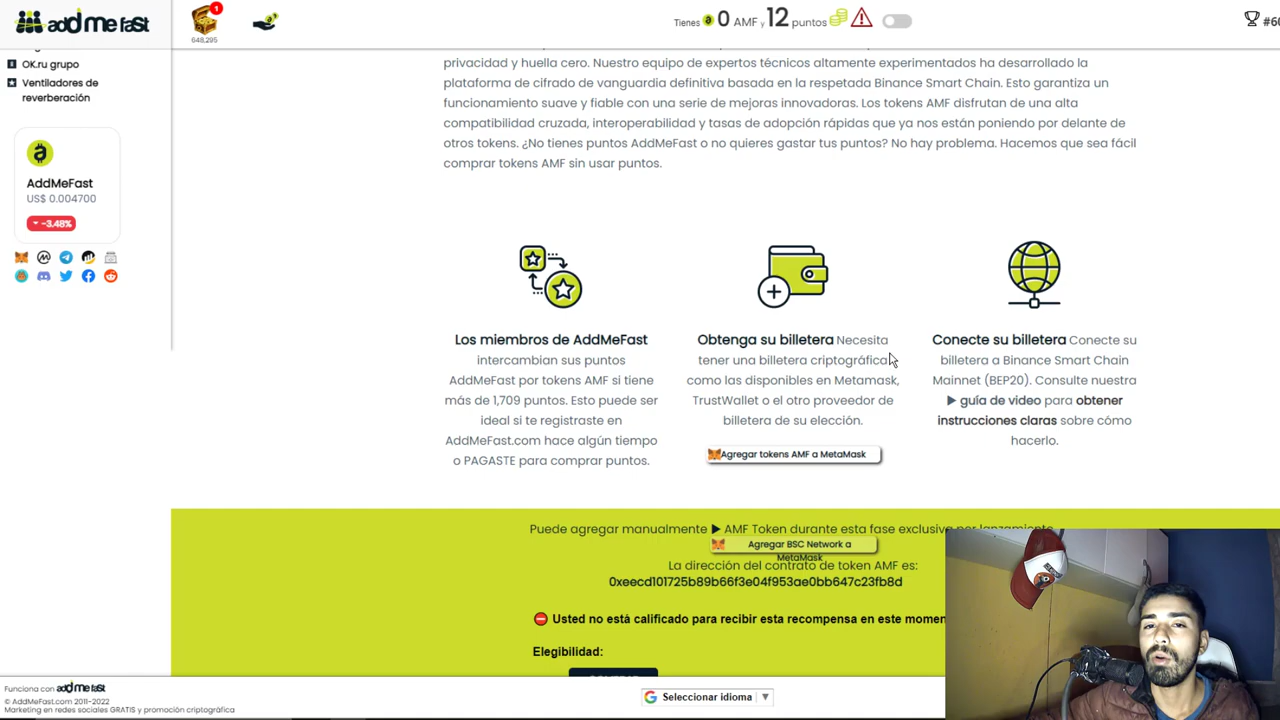 add me fast
1
648,295
Tienes 0 AMF y 12 puntos
#60
OK.ru grupo
Ventiladores de
reverberación
AddMeFast
US$ 0.004700
-3.48%
privacidad y huella cero. Nuestro equipo de expertos técnicos altamente experimentados ha desarrollado la
plataforma de cifrado de vanguardia definitiva basada en la respetada Binance Smart Chain. Esto garantiza un
funcionamiento suave y fiable con una serie de mejoras innovadoras. Los tokens AMF disfrutan de una alta
compatibilidad cruzada, interoperabilidad y tasas de adopción rápidas que ya nos están poniendo por delante de
otros tokens. ¿No tienes puntos AddMeFast o no quieres gastar tus puntos? No hay problema. Hacemos que sea fácil
comprar tokens AMF sin usar puntos.
Los miembros de AddMeFast
intercambian sus puntos
AddMeFast por tokens AMF si tiene
más de 1,709 puntos. Esto puede ser
ideal si te registraste en
AddMeFast.com hace algún tiempo
o PAGASTE para comprar puntos.
Obtenga su billetera Necesita
tener una billetera criptográfica
como las disponibles en Metamask,
TrustWallet o el otro proveedor de
billetera de su elección.
Agregar tokens AMF a MetaMask
Conecte su billetera Conecte su
billetera a Binance Smart Chain
Mainnet (BEP20). Consulte nuestra
▶ guía de video para obtener
instrucciones claras sobre cómo
hacerlo.
Puede agregar manualmente ▶ AMF Token durante esta fase exclusiva por lanzamiento
Agregar BSC Network a
MetaMask
La dirección del contrato de token AMF es:
0xeecd101725b89b66f3e04f953ae0bb647c23fb8d
Usted no está calificado para recibir esta recompensa en este momen
Elegibilidad:
Funciona con add me fast
© AddMeFast.com 2011-2022
Marketing en redes sociales GRATIS y promoción criptográfica
Seleccionar idioma ▼